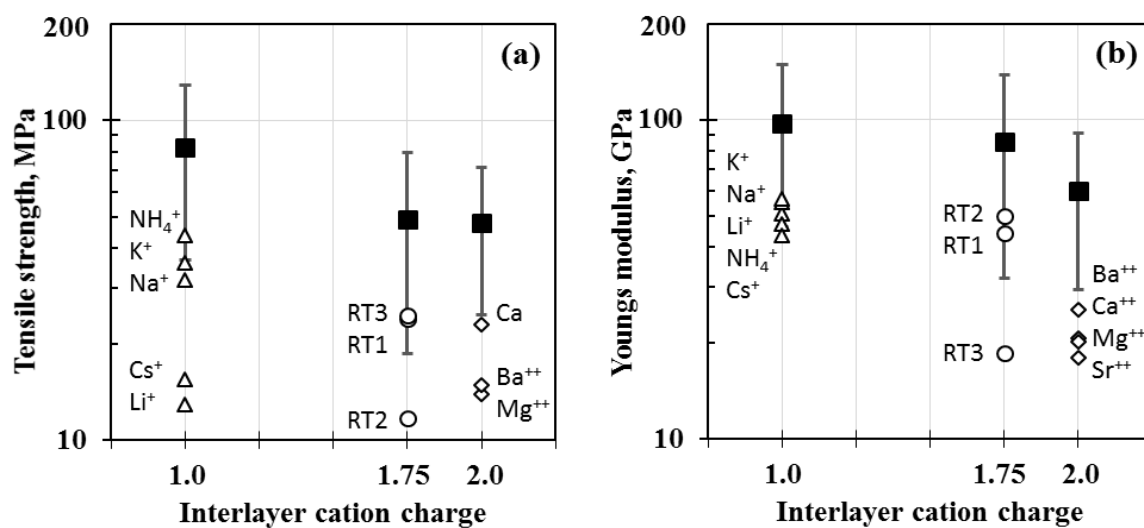 200
(a)
100
10
Tensile strength, MPa
NH₄⁺
K⁺
Na⁺
Cs⁺
Li⁺
RT3
RT1
RT2
Ca
Ba⁺⁺
Mg⁺⁺
1.0
1.75
2.0
Interlayer cation charge
200
(b)
100
10
Youngs modulus, GPa
K⁺
Na⁺
Li⁺
NH₄⁺
Cs⁺
RT2
RT1
RT3
Ba⁺⁺
Ca⁺⁺
Mg⁺⁺
Sr⁺⁺
1.0
1.75
2.0
Interlayer cation charge